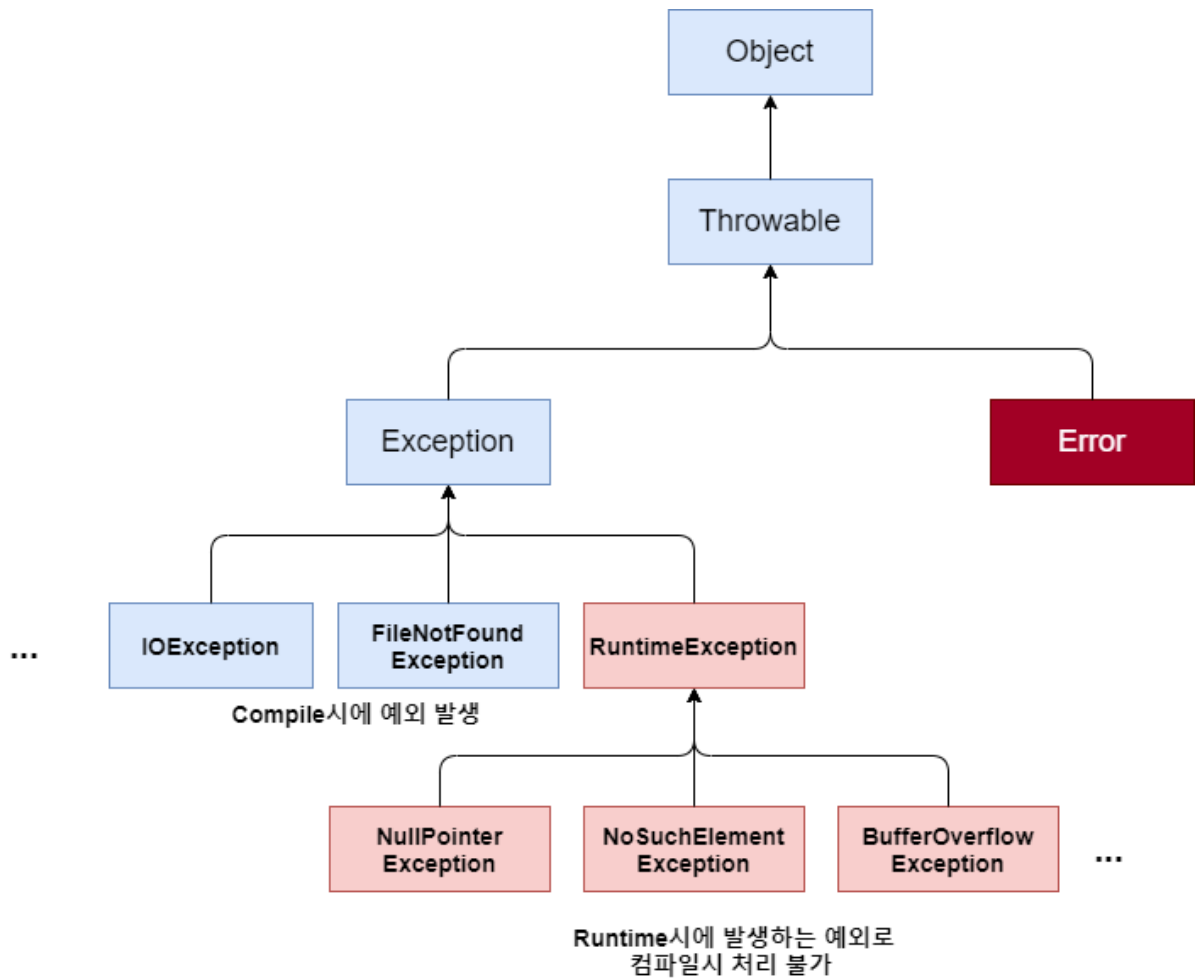 Object
Throwable
Exception
Error
...
IOException
FileNotFound
Exception
RuntimeException
Compile시에 예외 발생
NullPointer
Exception
NoSuchElement
Exception
BufferOverflow
Exception
...
Runtime시에 발생하는 예외로
컴파일시 처리 불가